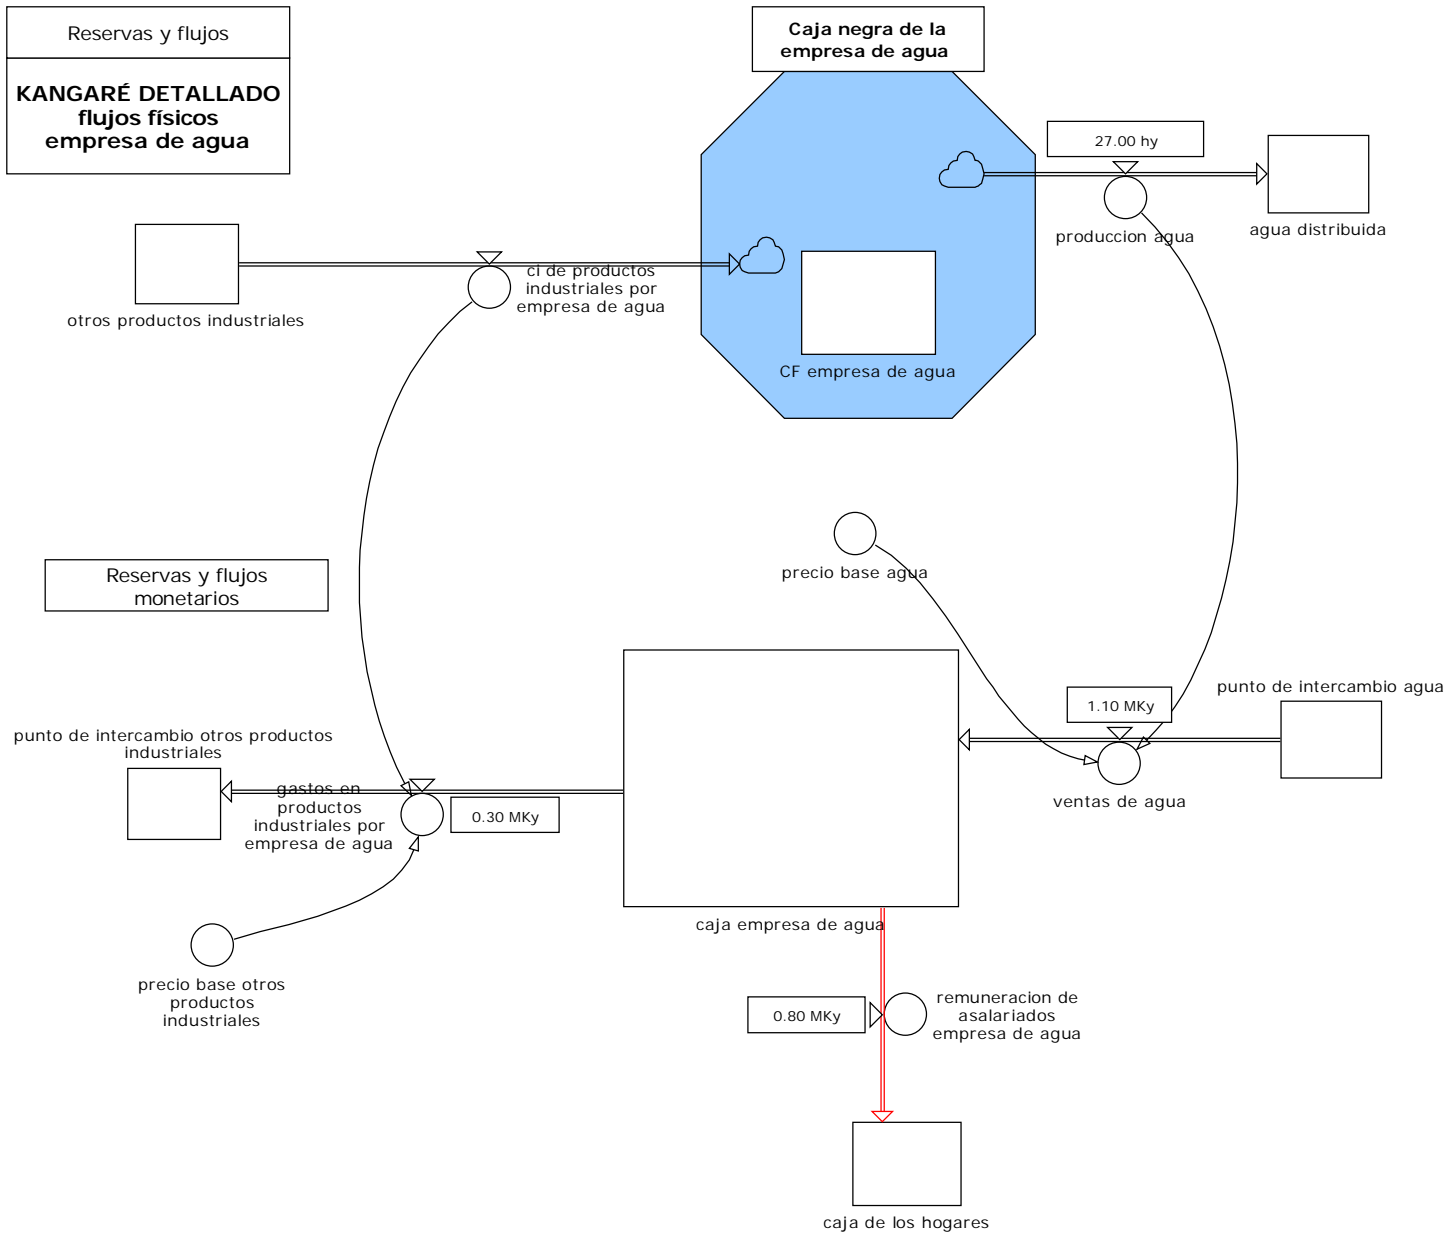 Reservas y flujos
KANGARÉ DETALLADO
flujos físicos
empresa de agua
Caja negra de la
empresa de agua
27.00 hy
produccion agua
agua distribuida
otros productos industriales
ci de productos
industriales por
empresa de agua
CF empresa de agua
precio base agua
Reservas y flujos
monetarios
punto de intercambio agua
1.10 MKy
ventas de agua
punto de intercambio otros productos
industriales
gastos en
productos
industriales por
empresa de agua
0.30 MKy
caja empresa de agua
precio base otros
productos
industriales
0.80 MKy
remuneracion de
asalariados
empresa de agua
caja de los hogares